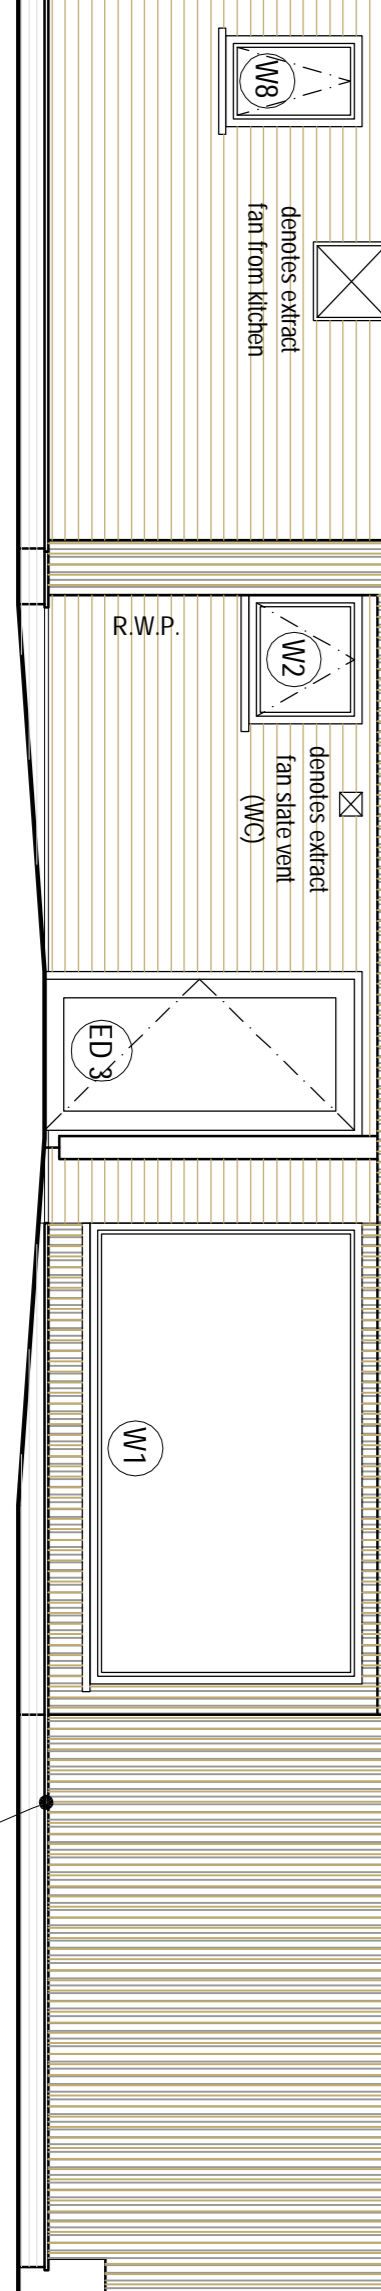 W8
denotes extract
fan from kitchen
R.W.P.
W2
denotes extract
fan slate vent
(WC)
ED 3
W1